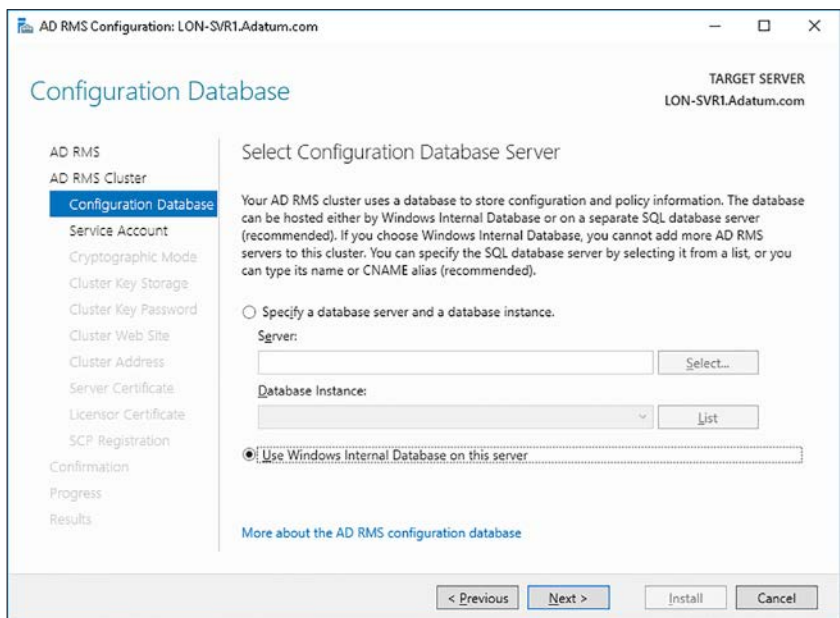 AD RMS Configuration: LON-SVR1.Adatum.com
Configuration Database
TARGET SERVER
LON-SVR1.Adatum.com
AD RMS
AD RMS Cluster
Configuration Database
Service Account
Cryptographic Mode
Cluster Key Storage
Cluster Key Password
Cluster Web Site
Cluster Address
Server Certificate
Licensor Certificate
SCP Registration
Confirmation
Progress
Results
Select Configuration Database Server
Your AD RMS cluster uses a database to store configuration and policy information. The database
can be hosted either by Windows Internal Database or on a separate SQL database server
(recommended). If you choose Windows Internal Database, you cannot add more AD RMS
servers to this cluster. You can specify the SQL database server by selecting it from a list, or you
can type its name or CNAME alias (recommended).
Specify a database server and a database instance.
Server:
Select...
Database Instance:
List
Use Windows Internal Database on this server
More about the AD RMS configuration database
< Previous
Next >
Install
Cancel